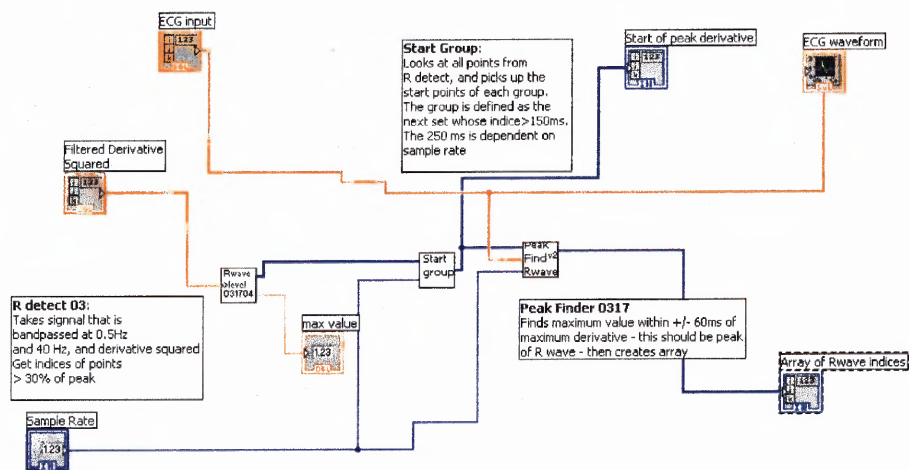 ECG input
Start Group:
Looks at all points from
R detect, and picks up the
start points of each group.
The group is defined as the
next set whose indice>150ms.
The 250 ms is dependent on
sample rate
Start of peak derivative
ECG waveform
Filtered Derivative
Squared
Rwave
>level
031704
Start
group
Peak
Find v2
Rwave
R detect 03:
Takes signnal that is
bandpassed at 0.5Hz
and 40 Hz, and derivative squared
Get indices of points
> 30% of peak
max value
1.23
Peak Finder 0317
Finds maximum value within +/- 60ms of
maximum derivative - this should be peak
of R wave - then creates array
Array of Rwave indices
Sample Rate
1.23